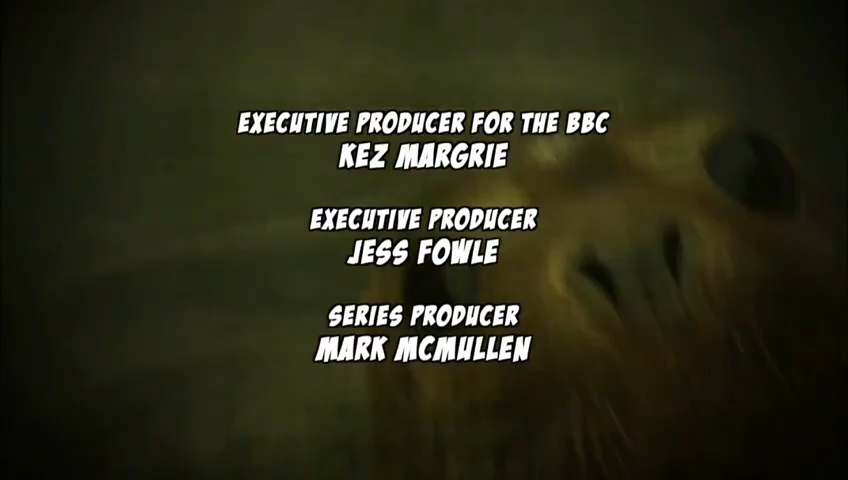 EXECUTIVE PRODUCER FOR THE BBC
KEZ MARGRIE
EXECUTIVE PRODUCER
JESS FOWLE
SERIES PRODUCER
MARK MCMULLEN